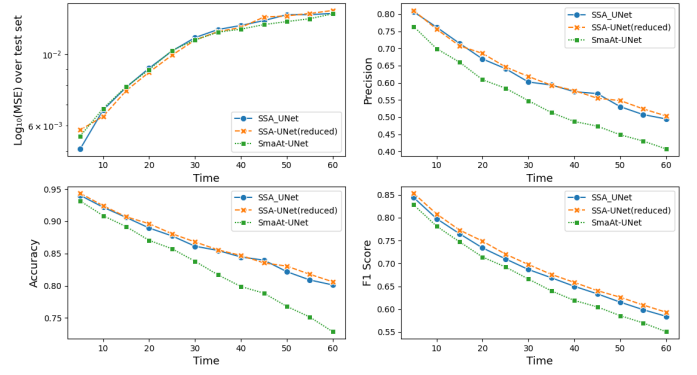 Log₁₀(MSE) over test set
10⁻²
6 × 10⁻³
SSA_UNet
SSA-UNet(reduced)
SmaAt-UNet
10 20 30 40 50 60
Time
Precision
0.80
0.75
0.70
0.65
0.60
0.55
0.50
0.45
0.40
SSA_UNet
SSA-UNet(reduced)
SmaAt-UNet
10 20 30 40 50 60
Time
Accuracy
0.95
0.90
0.85
0.80
0.75
SSA_UNet
SSA-UNet(reduced)
SmaAt-UNet
10 20 30 40 50 60
Time
F1 Score
0.85
0.80
0.75
0.70
0.65
0.60
0.55
SSA_UNet
SSA-UNet(reduced)
SmaAt-UNet
10 20 30 40 50 60
Time